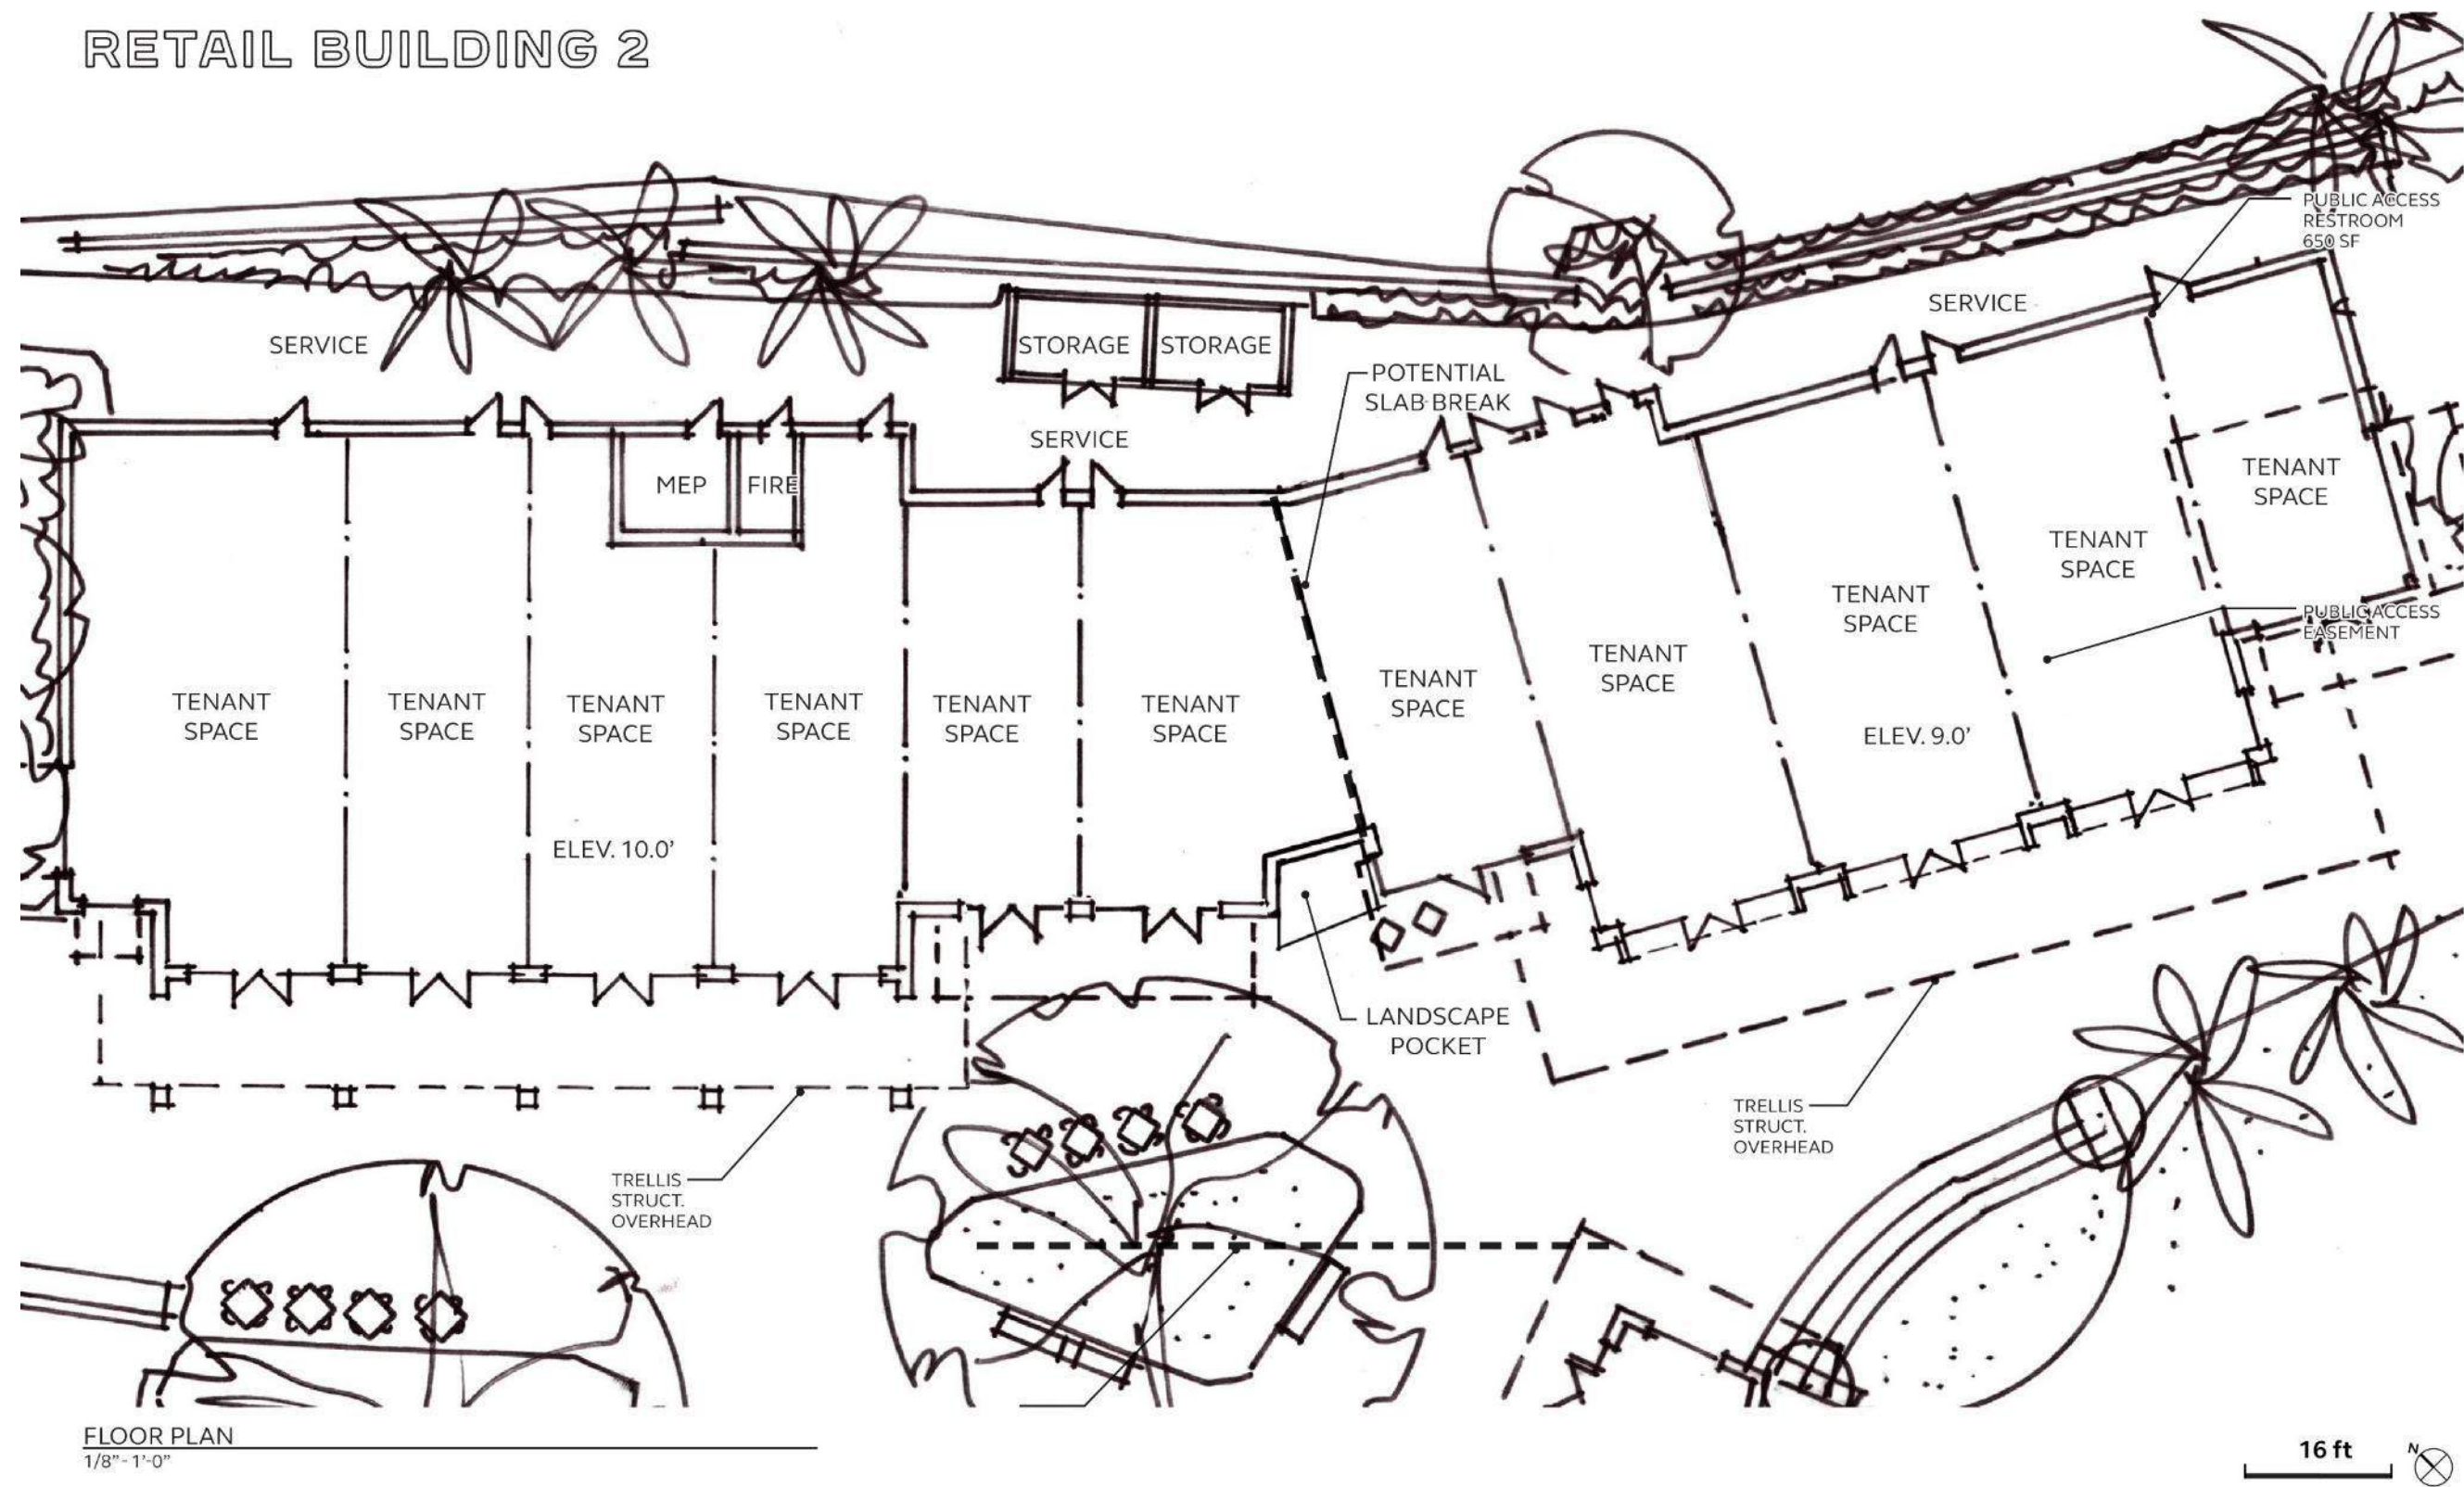 RETAIL BUILDING 2
PUBLIC ACCESS
RESTROOM
650 SF
SERVICE
SERVICE
STORAGE
STORAGE
POTENTIAL
SLAB BREAK
SERVICE
MEP
FIRE
TENANT
SPACE
TENANT
SPACE
TENANT
SPACE
TENANT
SPACE
PUBLIC ACCESS
EASEMENT
TENANT
SPACE
TENANT
SPACE
TENANT
SPACE
TENANT
SPACE
TENANT
SPACE
TENANT
SPACE
TENANT
SPACE
TENANT
SPACE
ELEV. 9.0'
ELEV. 10.0'
LANDSCAPE
POCKET
TRELLIS
STRUCT.
OVERHEAD
TRELLIS
STRUCT.
OVERHEAD
FLOOR PLAN
1/8"- 1'-0"
16 ft
N